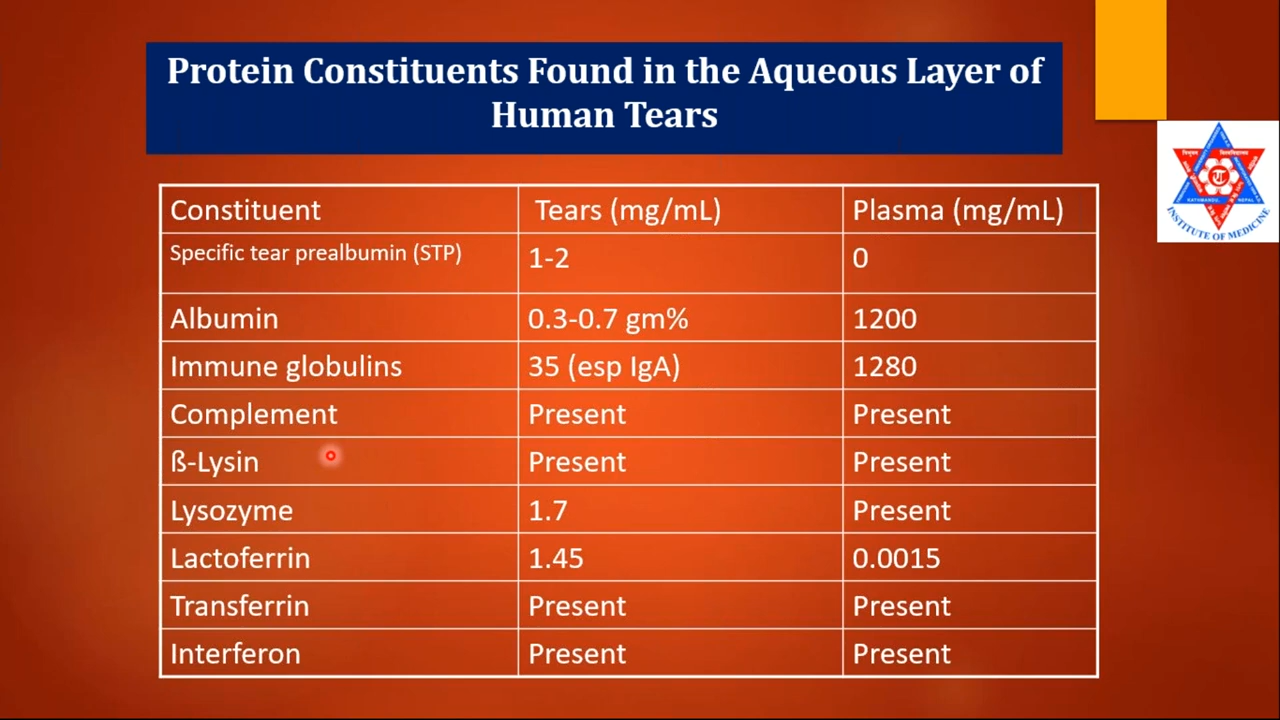 Protein Constituents Found in the Aqueous Layer of
Human Tears
Constituent Tears (mg/mL) Plasma (mg/mL)
Specific tear prealbumin (STP) 1-2 0
Albumin 0.3-0.7 gm% 1200
Immune globulins 35 (esp IgA) 1280
Complement Present Present
ß-Lysin Present Present
Lysozyme 1.7 Present
Lactoferrin 1.45 0.0015
Transferrin Present Present
Interferon Present Present
KATHMANDU, NEPAL
INSTITUTE OF MEDICINE